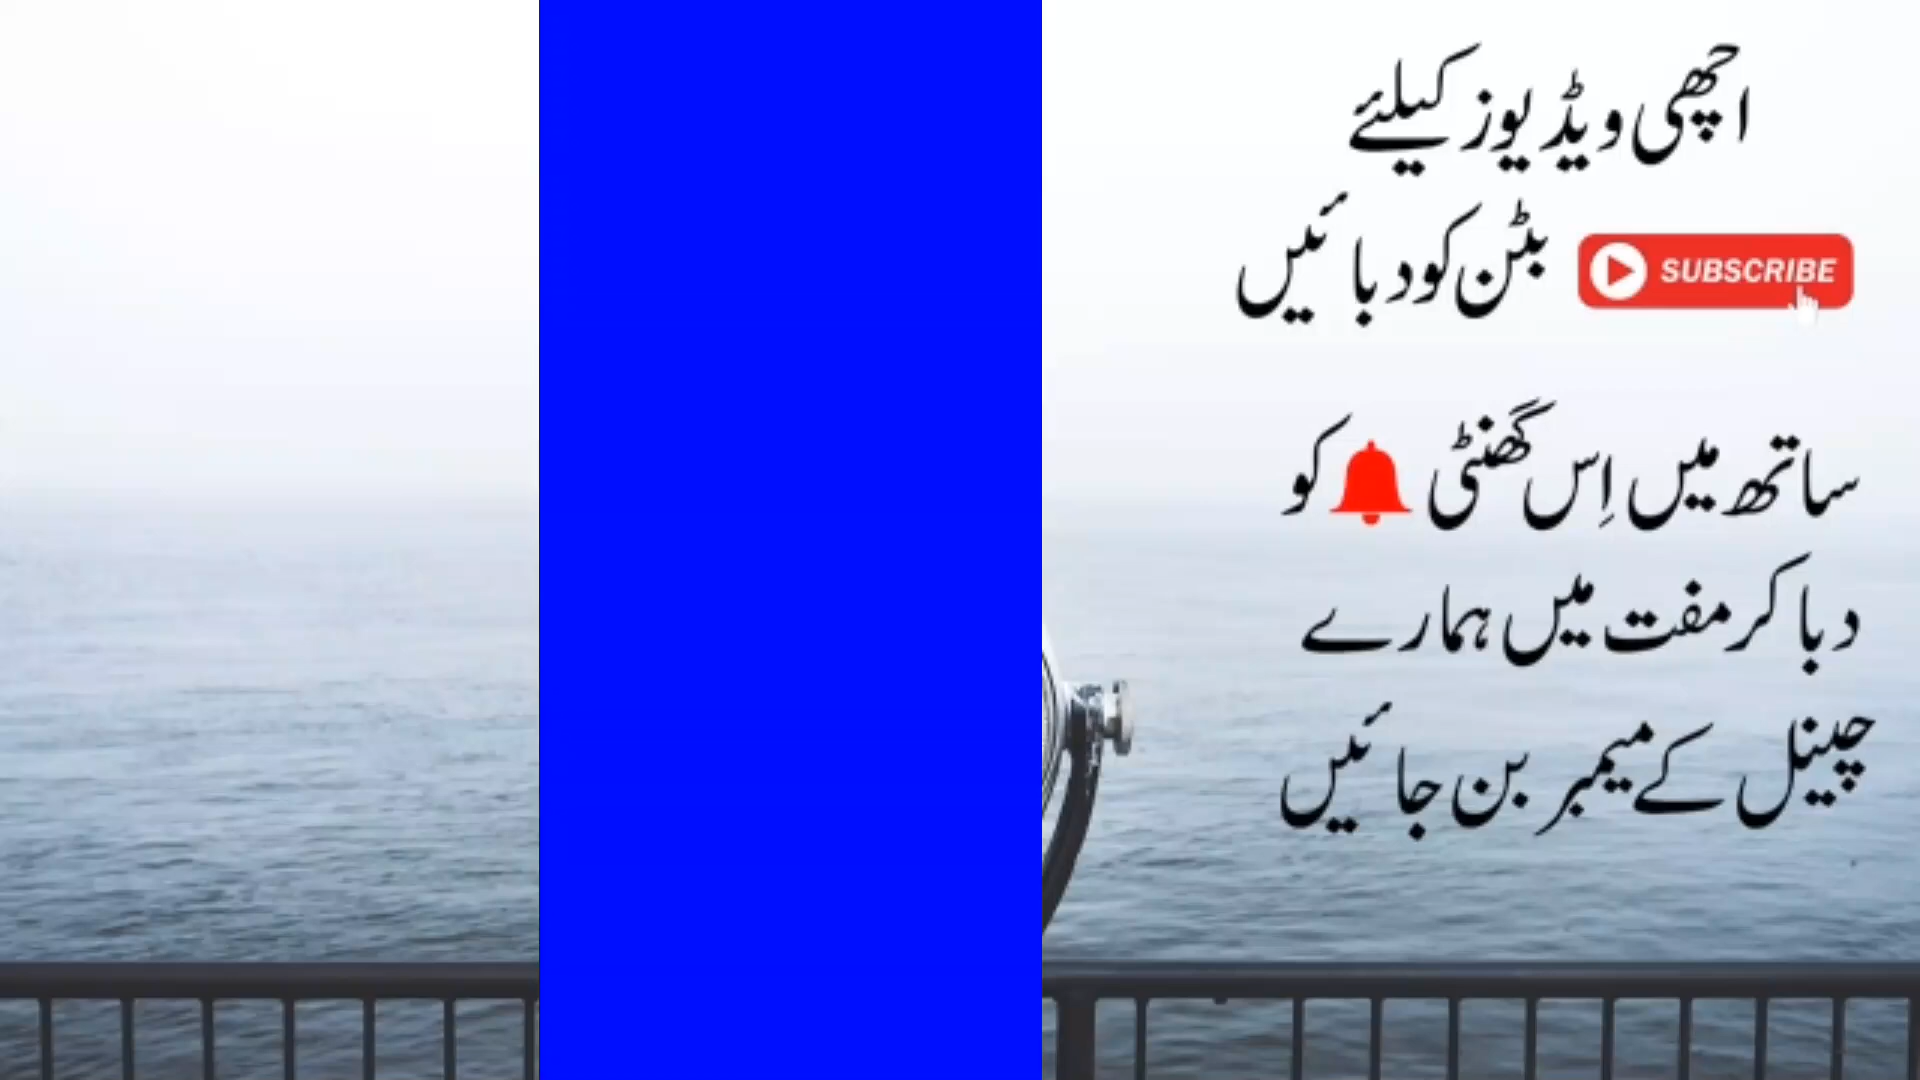 اچھی ویڈیوز کیلئے
SUBSCRIBE بٹن کو دبائیں
ساتھ میں اِس گھنٹی کو
دبا کر مفت میں ہمارے
چینل کے میمبر بن جائیں